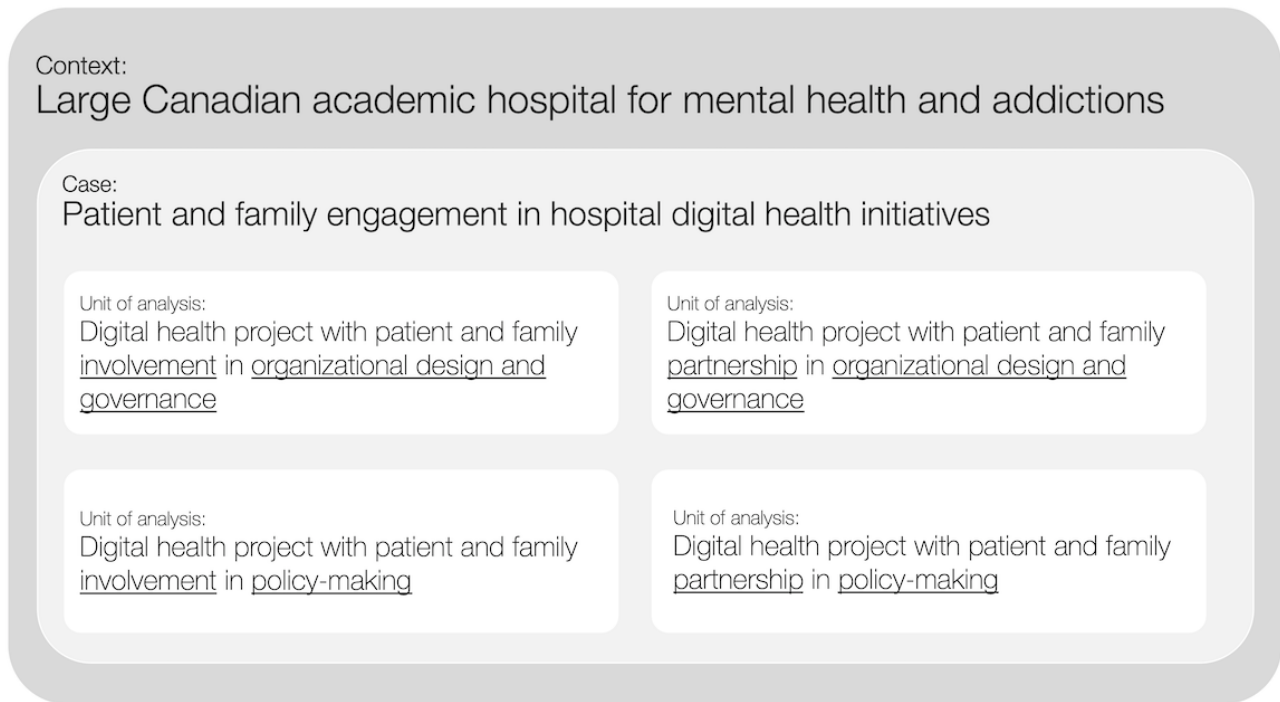 Context:
Large Canadian academic hospital for mental health and addictions
Case:
Patient and family engagement in hospital digital health initiatives
Unit of analysis:
Digital health project with patient and family
involvement in organizational design and
governance
Unit of analysis:
Digital health project with patient and family
partnership in organizational design and
governance
Unit of analysis:
Digital health project with patient and family
involvement in policy-making
Unit of analysis:
Digital health project with patient and family
partnership in policy-making